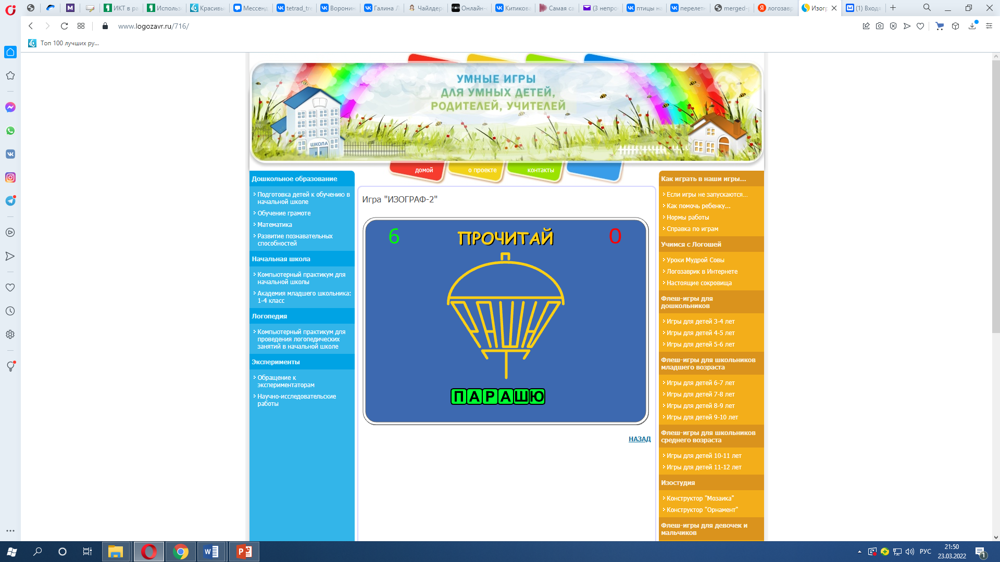 ИКТ в ра
Использ
Красивы
Мессенд
tetrad_tre
Воронин
Галина Л
Чайлдер
Онлайн-
Китикова
Самая са
(3 непро
птицы на
перелетн
merged-p
логозавр
Изогр
(1) Входя
www.logozavr.ru/716/
Топ 100 лучших ру...
УМНЫЕ ИГРЫ
ДЛЯ УМНЫХ ДЕТЕЙ,
РОДИТЕЛЕЙ, УЧИТЕЛЕЙ
ШКОЛА
домой
о проекте
контакты
Дошкольное образование
Подготовка детей к обучению в
начальной школе
Обучение грамоте
Математика
Развитие познавательных
способностей
Начальная школа
Компьютерный практикум для
начальной школы
Академия младшего школьника:
1-4 класс
Логопедия
Компьютерный практикум для
проведения логопедических
занятий в начальной школе
Эксперименты
Обращение к
экспериментаторам
Научно-исследовательские
работы
Игра "ИЗОГРАФ-2"
6
ПРОЧИТАЙ
0
ПАРАШЮ
НАЗАД
Как играть в наши игры...
Если игры не запускаются...
Как помочь ребенку...
Нормы работы
Справка по играм
Учимся с Логошей
Уроки Мудрой Совы
Логозаврик в Интернете
Настоящие сокровища
Флеш-игры для
дошкольников
Игры для детей 3-4 лет
Игры для детей 4-5 лет
Игры для детей 5-6 лет
Флеш-игры для школьников
младшего возраста
Игры для детей 6-7 лет
Игры для детей 7-8 лет
Игры для детей 8-9 лет
Игры для детей 9-10 лет
Флеш-игры для школьников
среднего возраста
Игры для детей 10-11 лет
Игры для детей 11-12 лет
Изостудия
Конструктор "Мозаика"
Конструктор "Орнамент"
Флеш-игры для девочек и
мальчиков
РУС
21:50
23.03.2022
1